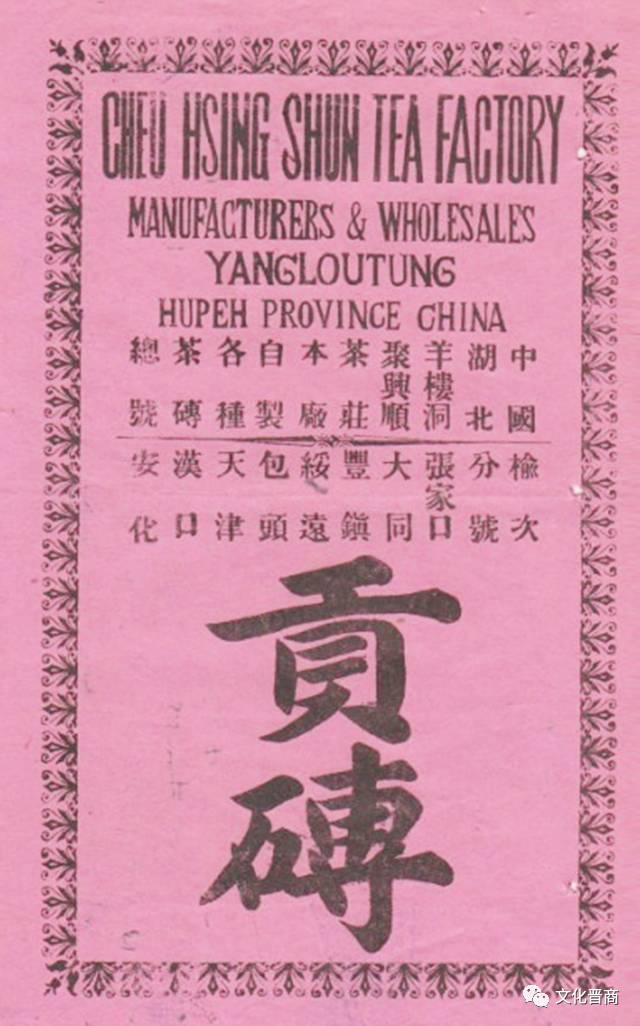 CHEU HSING SHUN TEA FACTORY
MANUFACTURERS & WHOLESALES
YANGLOUTUNG
HUPEH PROVINCE CHINA
中國
湖北
羊樓洞
聚興順
茶莊
本廠
自製
各種
茶磚
總號
榆次
分號
張家口
大同
豐鎮
綏遠
包頭
天津
漢口
安化
貢磚
文化晋商